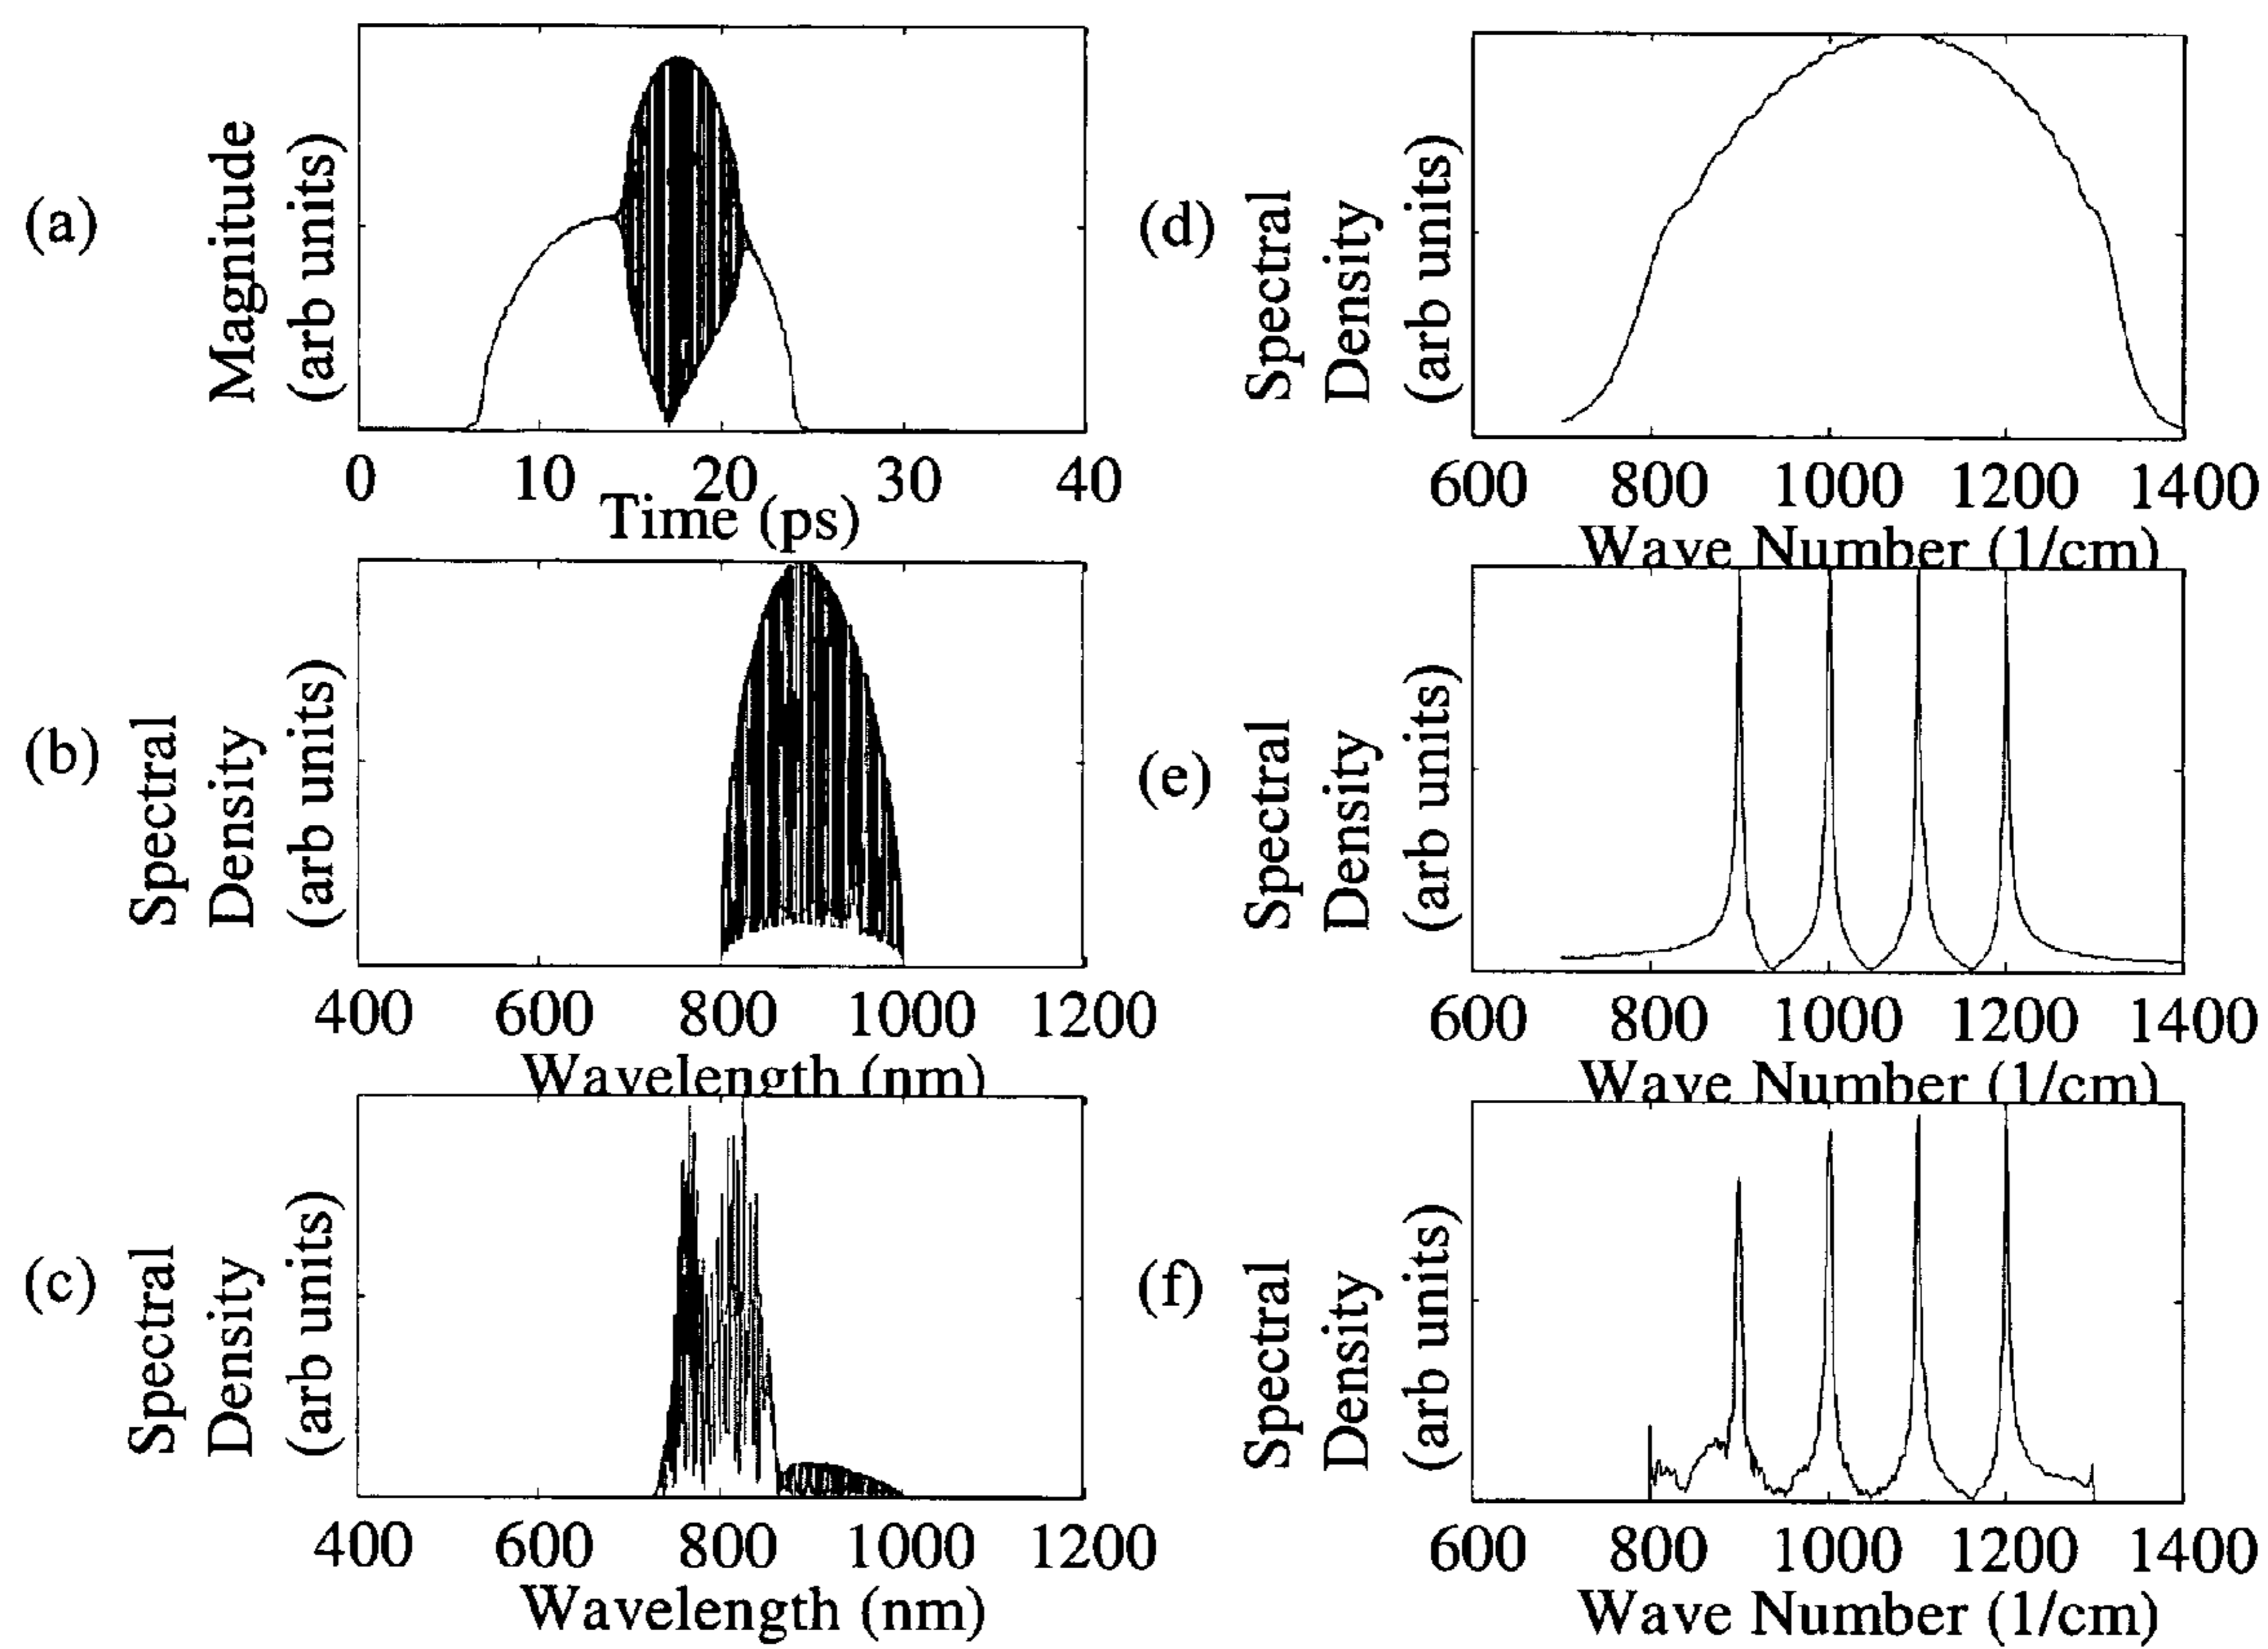 (a)
Magnitude
(arb units)
0 10 20 30 40
Time (ps)
(b)
Spectral
Density
(arb units)
400 600 800 1000 1200
Wavelength (nm)
(c)
Spectral
Density
(arb units)
400 600 800 1000 1200
Wavelength (nm)
(d)
Spectral
Density
(arb units)
600 800 1000 1200 1400
Wave Number (1/cm)
(e)
Spectral
Density
(arb units)
600 800 1000 1200 1400
Wave Number (1/cm)
(f)
Spectral
Density
(arb units)
600 800 1000 1200 1400
Wave Number (1/cm)